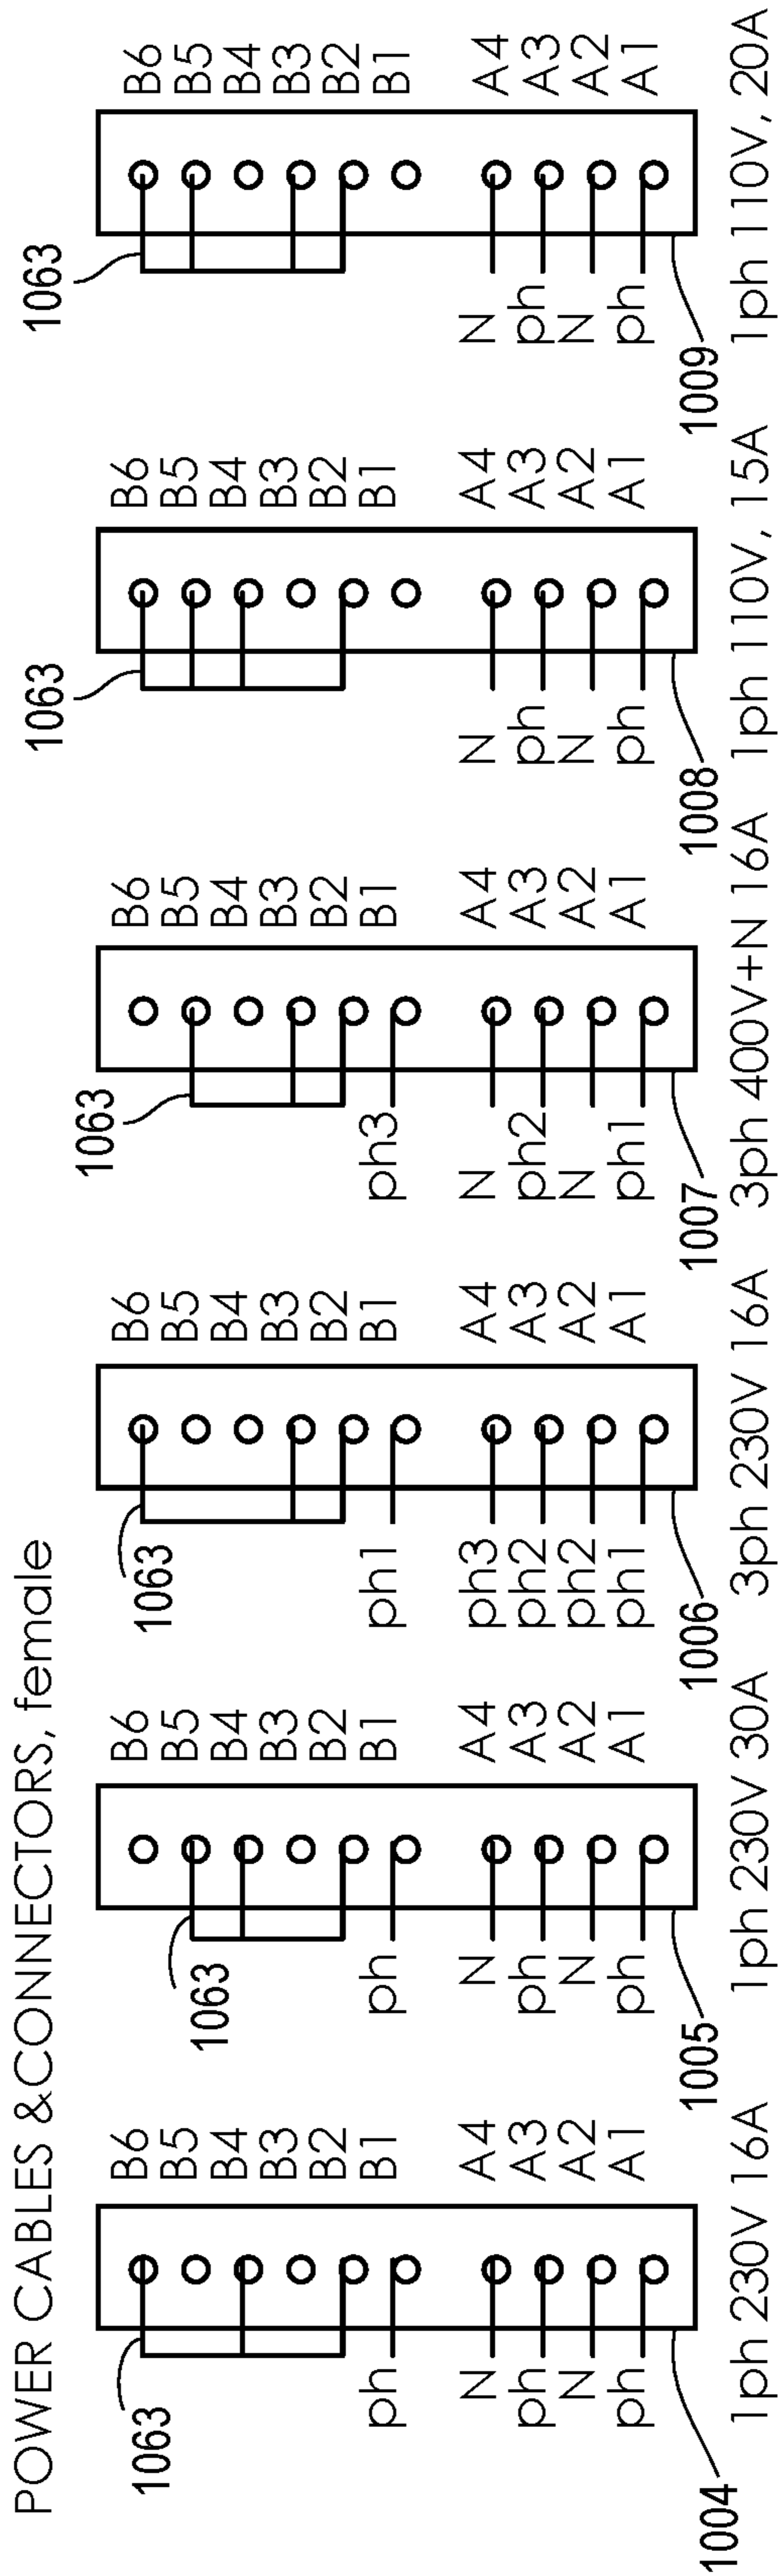 POWER CABLES &CONNECTORS, female
1063
B6
B5
B4
B3
B2
B1
ph
A4
A3
A2
A1
N
ph
N
ph
1004
1ph 230V 16A
1063
B6
B5
B4
B3
B2
B1
ph
A4
A3
A2
A1
N
ph
N
ph
1005
1ph 230V 30A
1063
B6
B5
B4
B3
B2
B1
ph1
A4
A3
A2
A1
ph3
ph2
ph2
ph1
1006
3ph 230V 16A
1063
B6
B5
B4
B3
B2
B1
ph3
A4
A3
A2
A1
N
ph2
N
ph1
1007
3ph 400V+N 16A
1063
B6
B5
B4
B3
B2
B1
A4
A3
A2
A1
N
ph
N
ph
1008
1ph 110V, 15A
1063
B6
B5
B4
B3
B2
B1
A4
A3
A2
A1
N
ph
N
ph
1009
1ph 110V, 20A